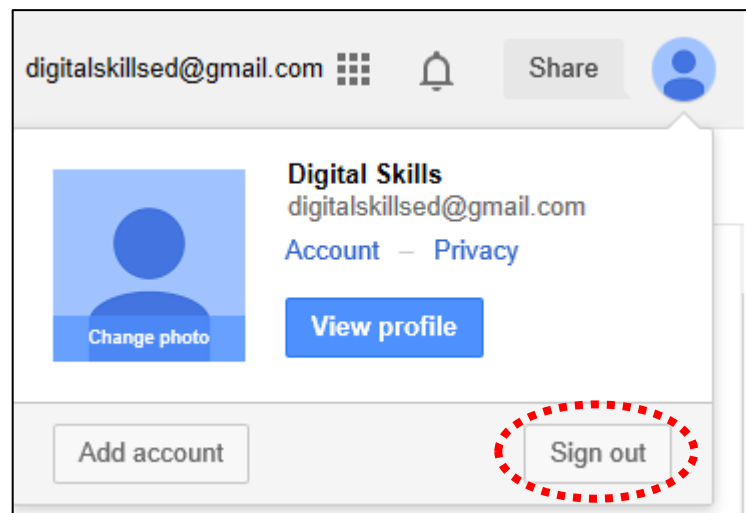 digitalskillsed@gmail.com Share
Digital Skills
digitalskillsed@gmail.com
Account – Privacy
View profile
Change photo
Add account Sign out